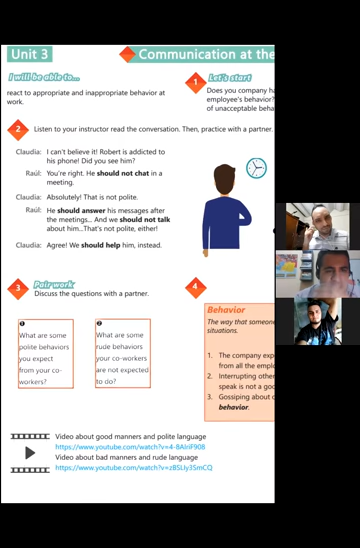 Unit 3
Communication at the
I will be able to...
react to appropriate and inappropriate behavior at
work.
1
Let's start
Does you company ha
employee's behavior?
of unacceptable beha
2
Listen to your instructor read the conversation. Then, practice with a partner.
Claudia: I can't believe it! Robert is addicted to
his phone! Did you see him?
Raúl: You're right. He should not chat in a
meeting.
Claudia: Absolutely! That is not polite.
Raúl: He should answer his messages after
the meetings... And we should not talk
about him...That's not polite, either!
Claudia: Agree! We should help him, instead.
3
Pair work
Discuss the questions with a partner.
1
What are some
polite behaviors
you expect
from your co-
workers?
2
What are some
rude behaviors
your co-workers
are not expected
to do?
4
Behavior
The way that someone
situations.
1. The company exp
from all the emplo
2. Interrupting other
speak is not a goo
3. Gossiping about c
behavior.
Video about good manners and polite language
https://www.youtube.com/watch?v=4-8AIriF908
Video about bad manners and rude language
https://www.youtube.com/watch?v=zBSLIy3SmCQ